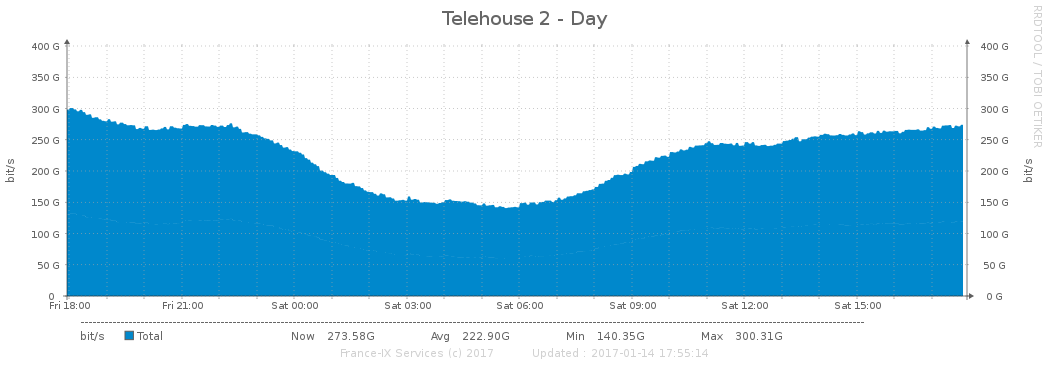 Telehouse 2 - Day
RRDTOOL / TOBI OETIKER
400 G 400 G
350 G 350 G
300 G 300 G
250 G 250 G
200 G 200 G
150 G 150 G
100 G 100 G
50 G 50 G
0 0 G
bit/s bit/s
Fri 18:00 Fri 21:00 Sat 00:00 Sat 03:00 Sat 06:00 Sat 09:00 Sat 12:00 Sat 15:00
bit/s Total Now 273.58G Avg 222.90G Min 140.35G Max 300.31G
France-IX Services (c) 2017 Updated : 2017-01-14 17:55:14